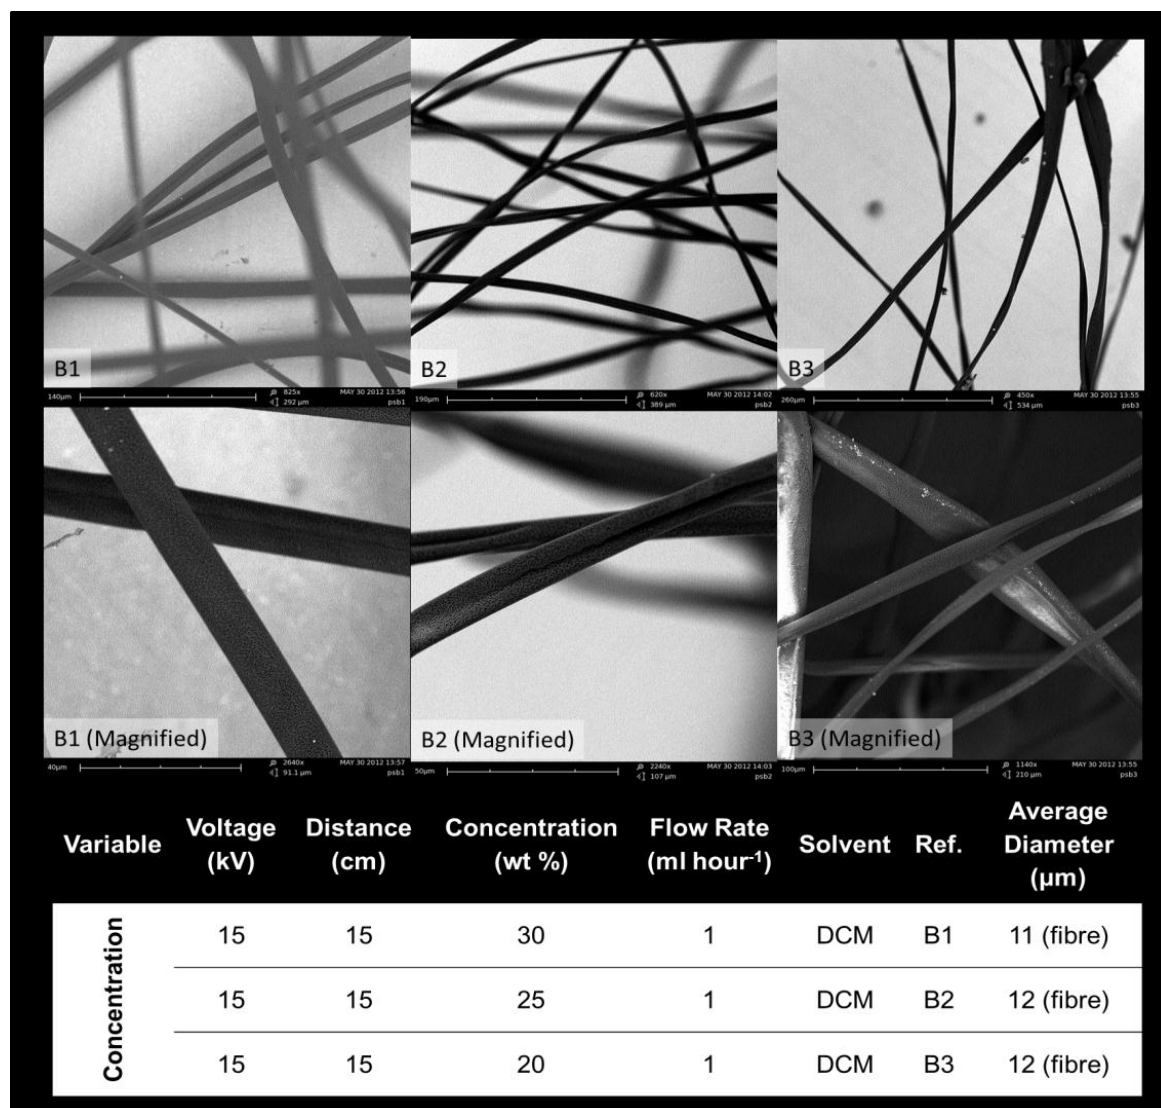 B1
140µm
825x
292 µm
MAY 30 2012 13:56
psb1
B2
190µm
620x
389 µm
MAY 30 2012 14:02
psb2
B3
260µm
450x
534 µm
MAY 30 2012 13:55
psb3
B1 (Magnified)
40µm
2640x
91.1 µm
MAY 30 2012 13:57
psb1
B2 (Magnified)
50µm
2240x
107 µm
MAY 30 2012 14:03
psb2
B3 (Magnified)
100µm
1140x
210 µm
MAY 30 2012 13:55
psb3
Variable Voltage (kV) Distance (cm) Concentration (wt %) Flow Rate (ml hour⁻¹) Solvent Ref. Average Diameter (µm)
Concentration
15 15 30 1 DCM B1 11 (fibre)
15 15 25 1 DCM B2 12 (fibre)
15 15 20 1 DCM B3 12 (fibre)